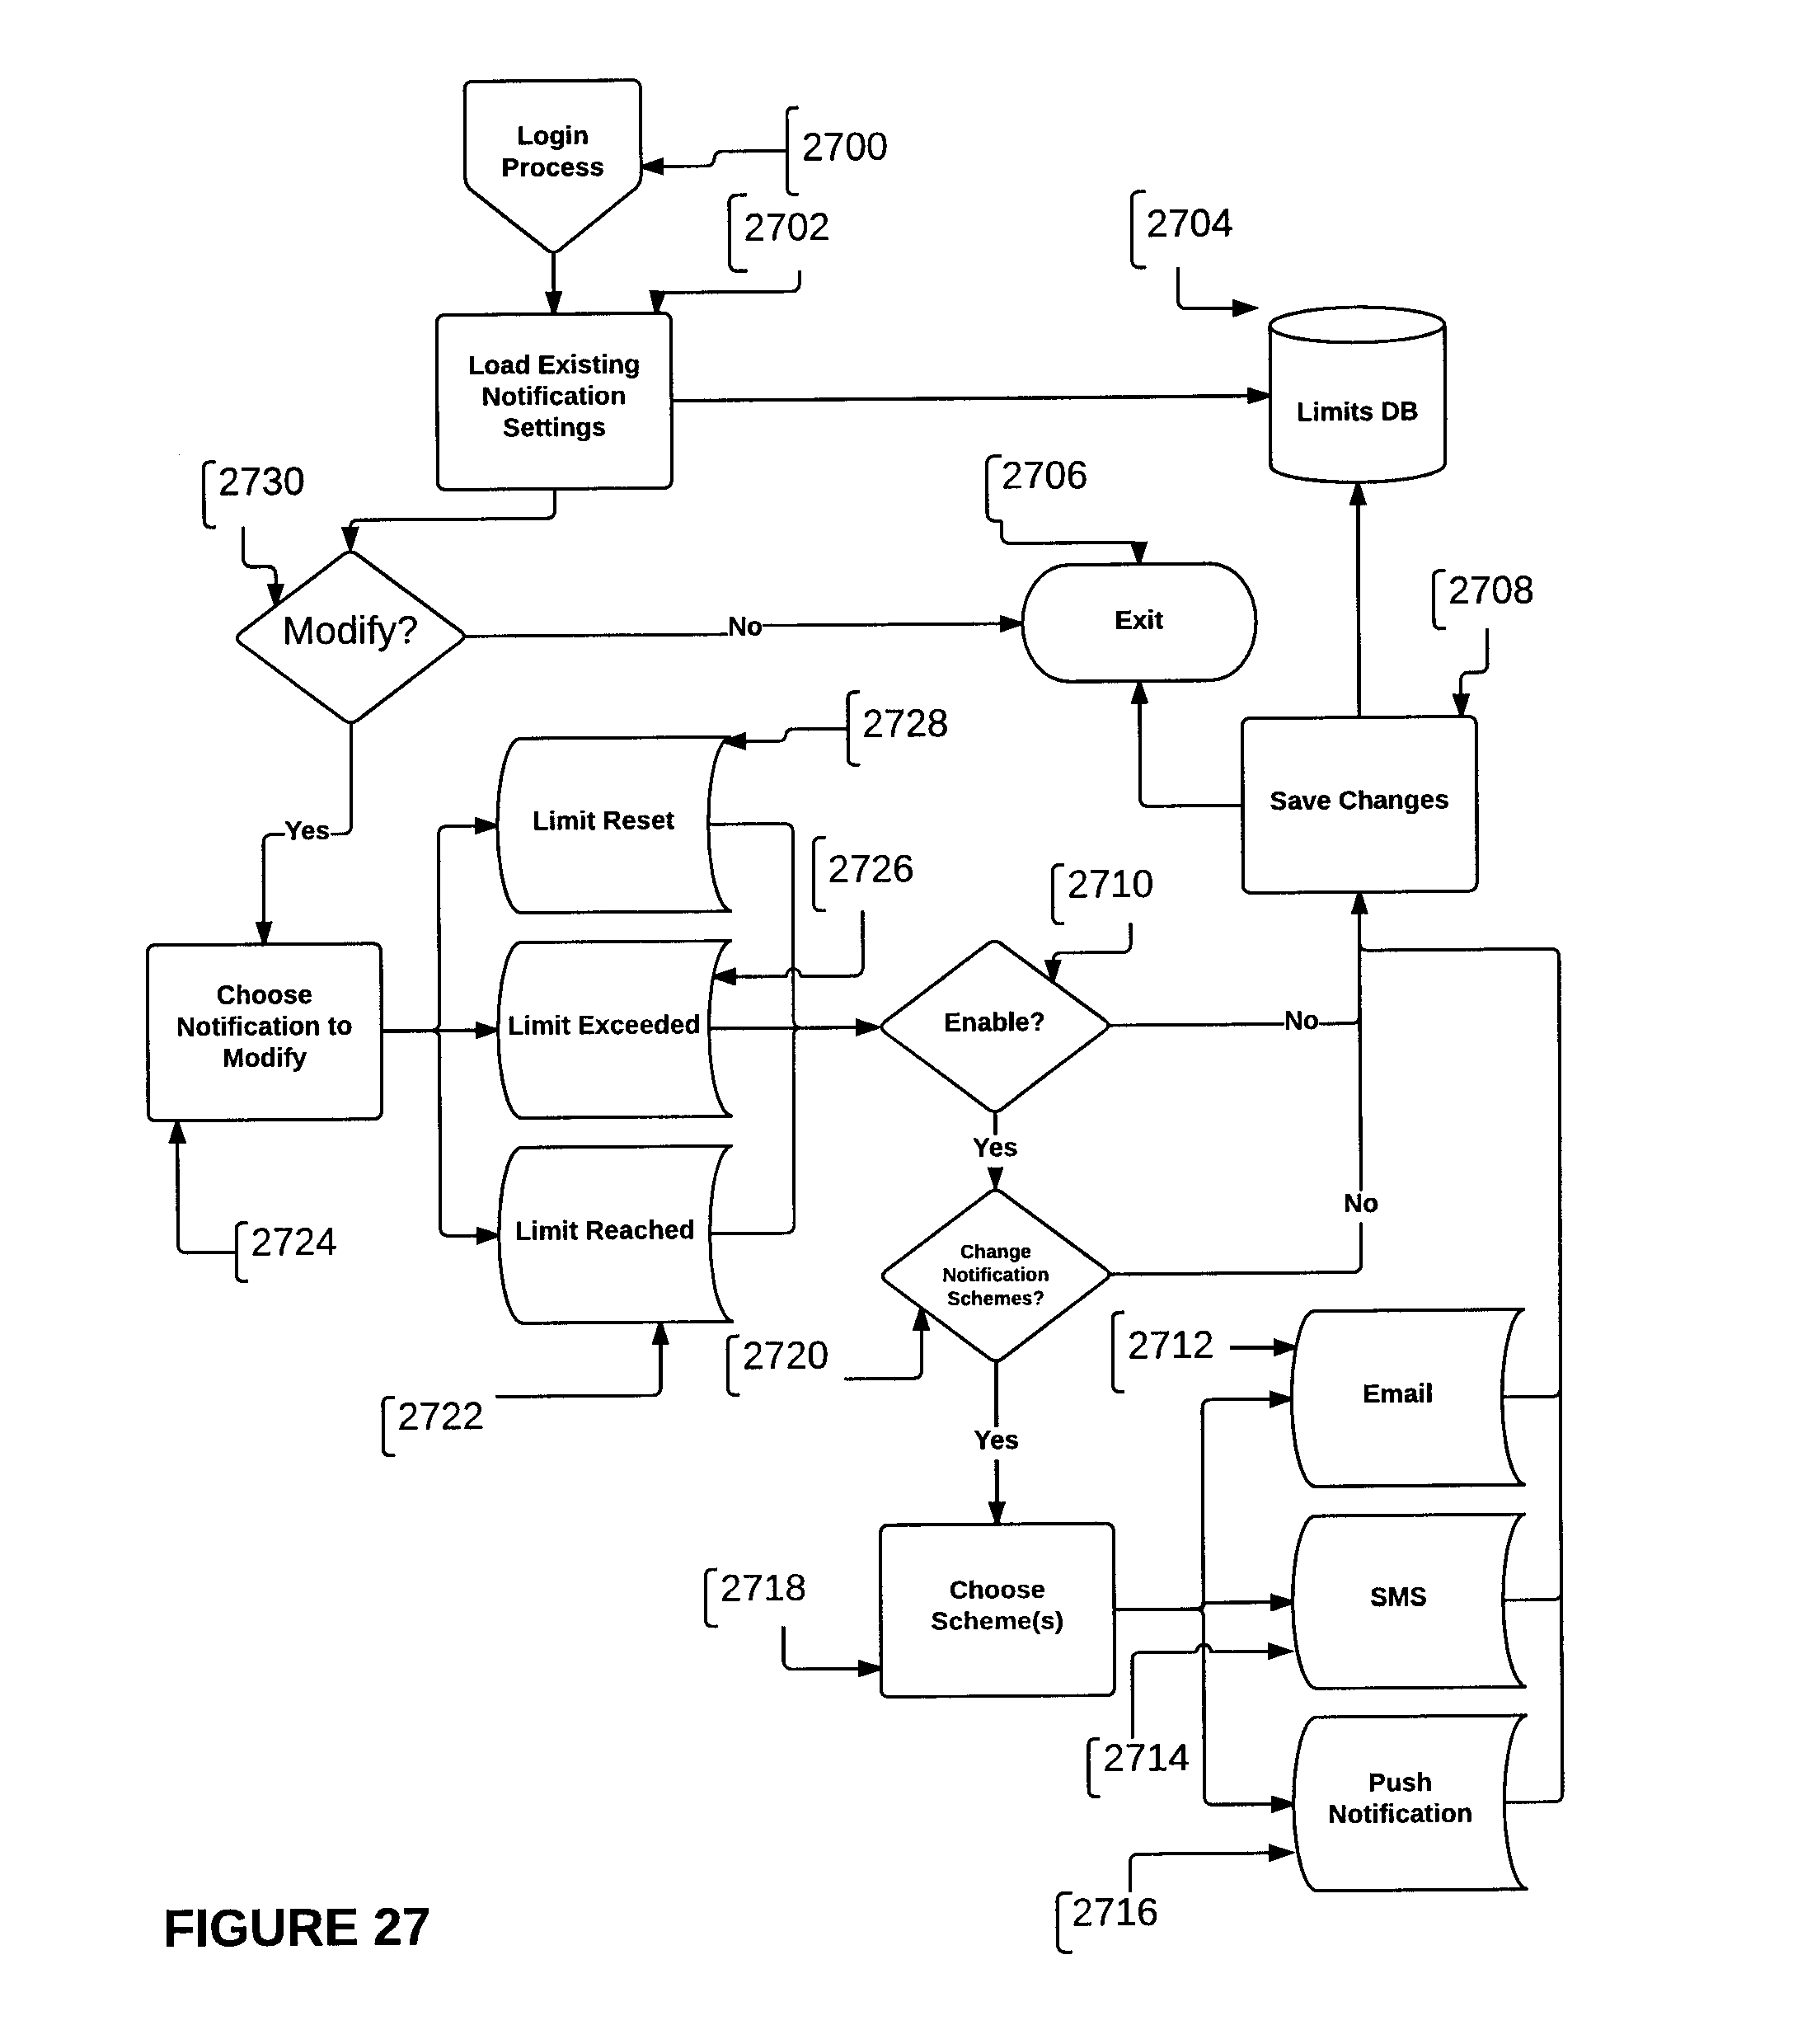 Login
Process
2700
2702
2704
Load Existing
Notification
Settings
Limits DB
2730
2706
Modify?
No
Exit
2708
2728
Limit Reset
Save Changes
Yes
2726
2710
Choose
Notification to
Modify
Limit Exceeded
Enable?
No
Yes
No
2724
Limit Reached
Change
Notification
Schemes?
2720
2712
Email
2722
Yes
2718
Choose
Scheme(s)
SMS
2714
Push
Notification
2716
FIGURE 27